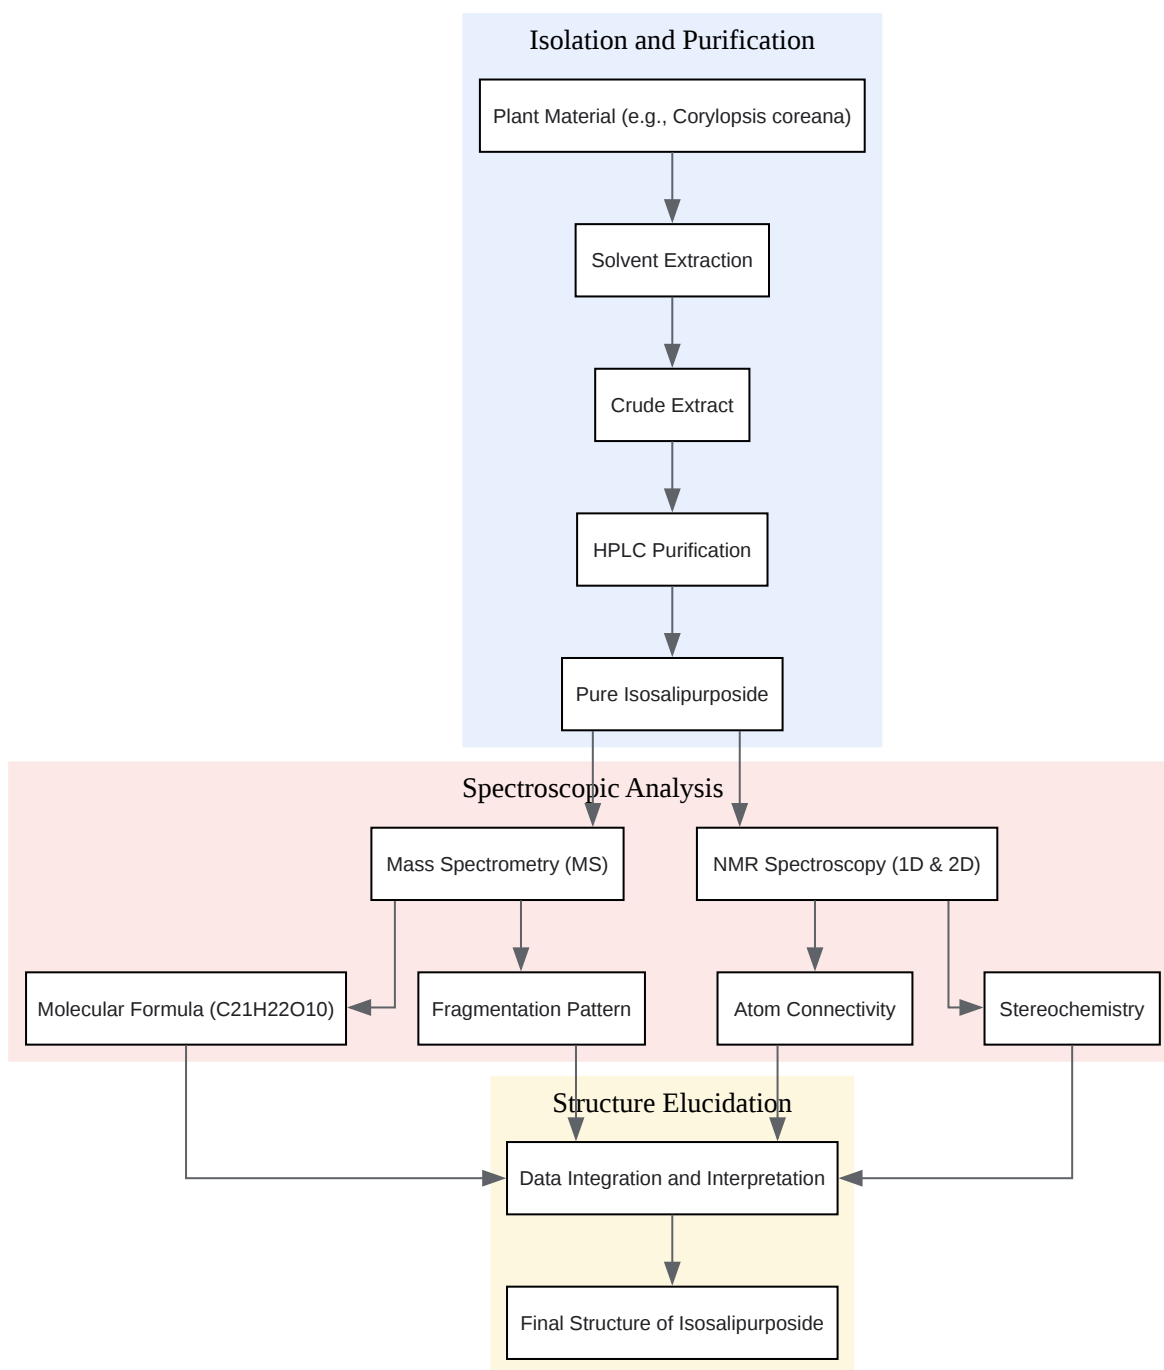 Isolation and Purification
Plant Material (e.g., Corylopsis coreana)
Solvent Extraction
Crude Extract
HPLC Purification
Pure Isosalipurposide
Spectroscopic Analysis
Mass Spectrometry (MS)
NMR Spectroscopy (1D & 2D)
Molecular Formula (C21H22O10)
Fragmentation Pattern
Atom Connectivity
Stereochemistry
Structure Elucidation
Data Integration and Interpretation
Final Structure of Isosalipurposide